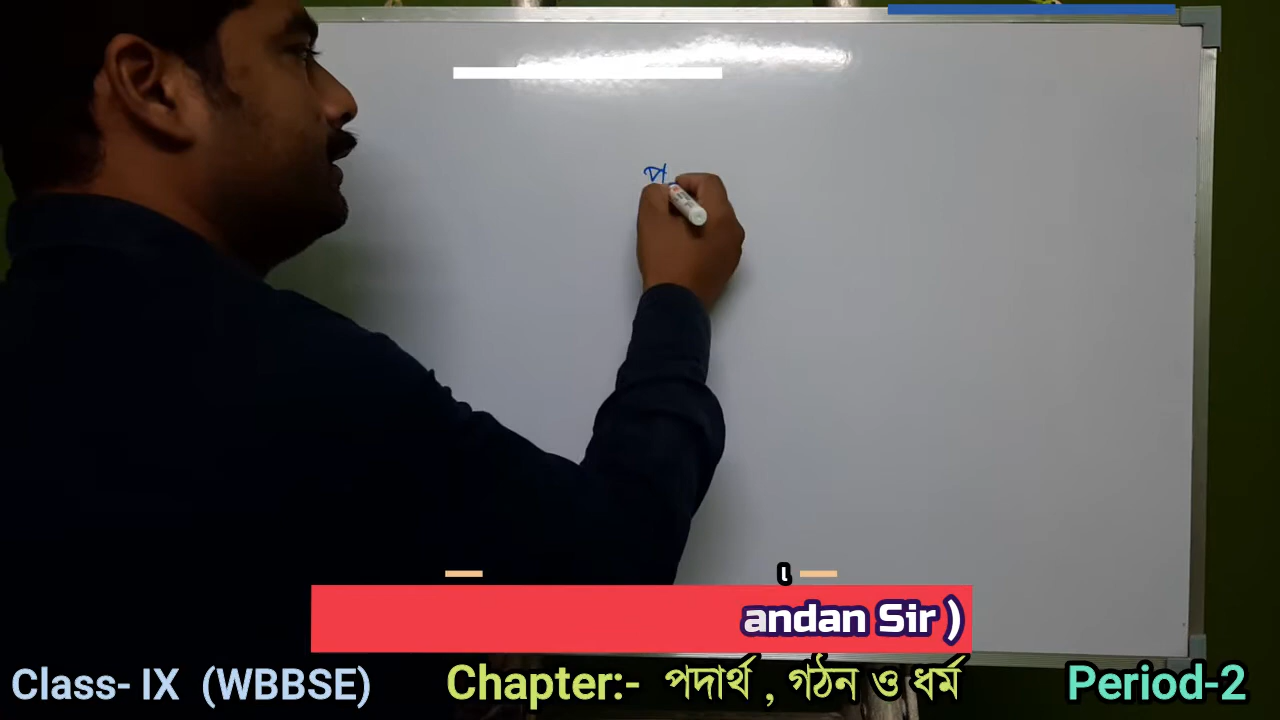 প
andan Sir )
Class- IX (WBBSE) Chapter:- পদার্থ , গঠন ও ধর্ম Period-2